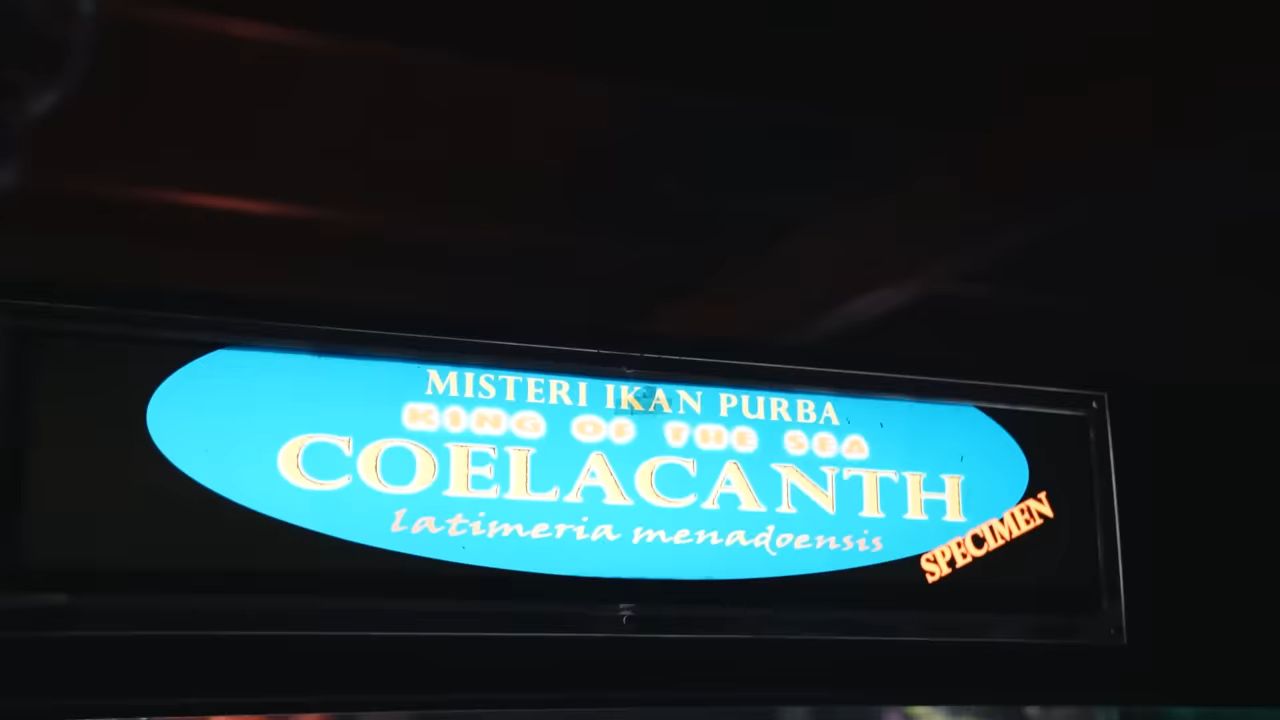 MISTERI IKAN PURBA
KING OF THE SEA
COELACANTH
latimeria menadoensis
SPECIMEN